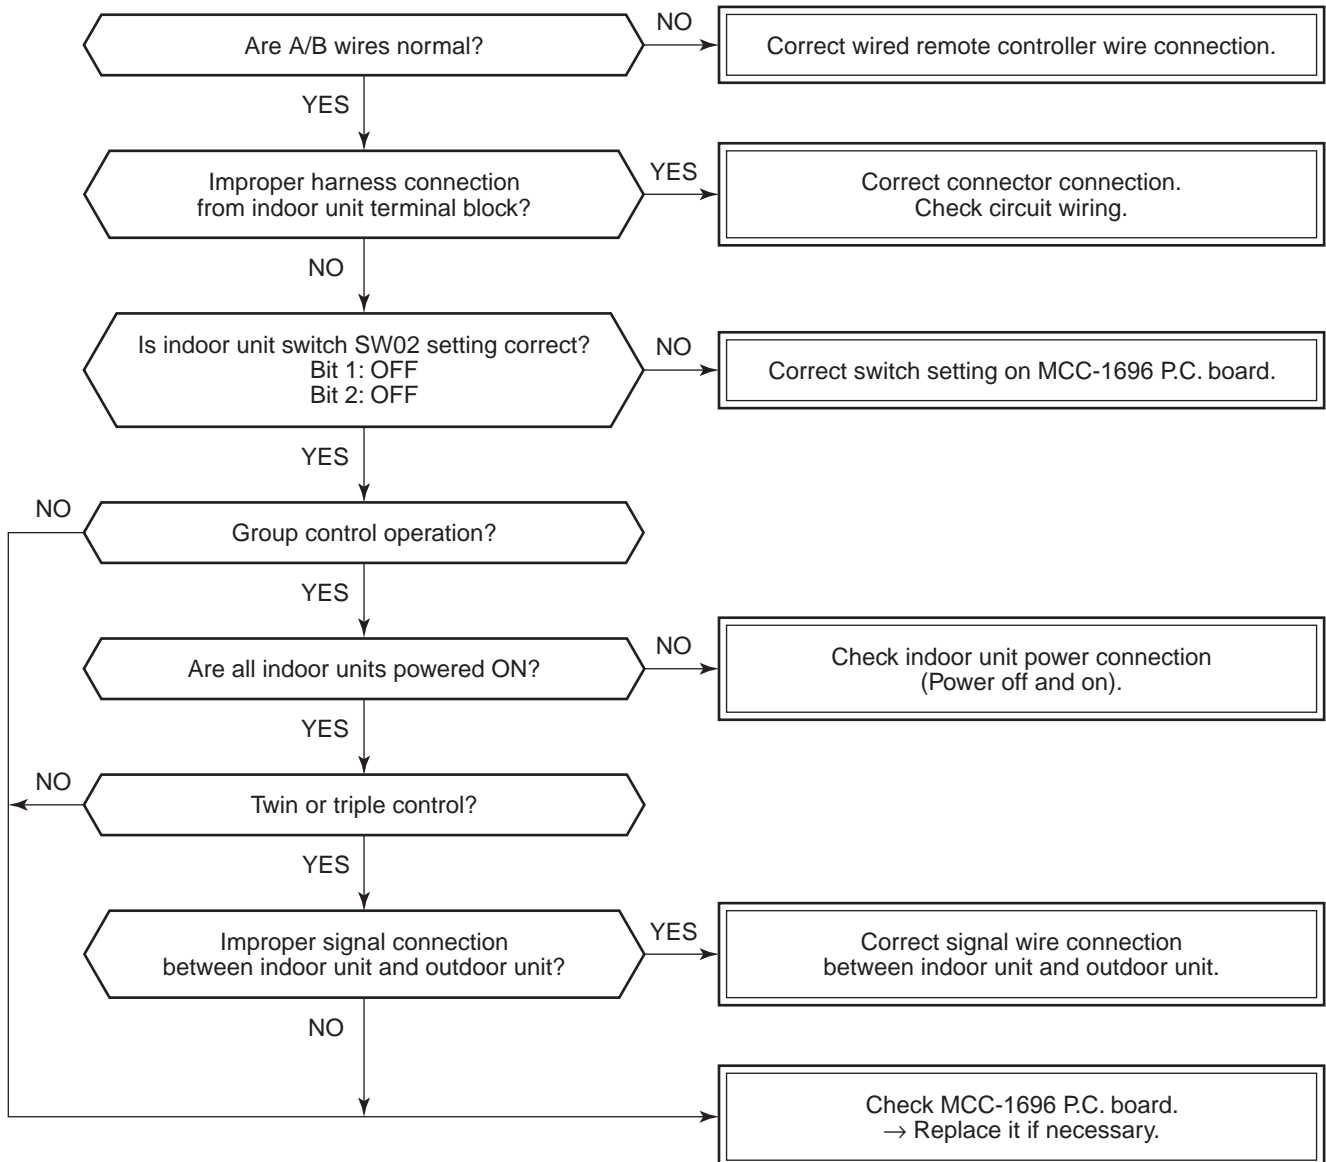 Are A/B wires normal?
NO
Correct wired remote controller wire connection.
YES
Improper harness connection
from indoor unit terminal block?
YES
Correct connector connection.
Check circuit wiring.
NO
Is indoor unit switch SW02 setting correct?
Bit 1: OFF
Bit 2: OFF
NO
Correct switch setting on MCC-1696 P.C. board.
YES
NO
Group control operation?
YES
Are all indoor units powered ON?
NO
Check indoor unit power connection
(Power off and on).
YES
NO
Twin or triple control?
YES
Improper signal connection
between indoor unit and outdoor unit?
YES
Correct signal wire connection
between indoor unit and outdoor unit.
NO
Check MCC-1696 P.C. board.
→ Replace it if necessary.